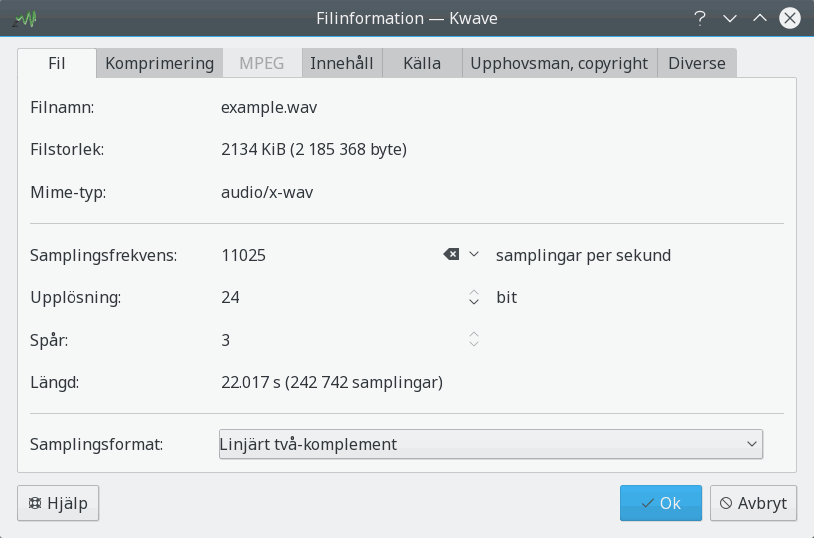 Filinformation — Kwave
Fil Komprimering MPEG Innehåll Källa Upphovsman, copyright Diverse
Filnamn: example.wav
Filstorlek: 2134 KiB (2 185 368 byte)
Mime-typ: audio/x-wav
Samplingsfrekvens: 11025 samplingar per sekund
Upplösning: 24 bit
Spår: 3
Längd: 22.017 s (242 742 samplingar)
Samplingsformat: Linjärt två-komplement
Hjälp Ok Avbryt